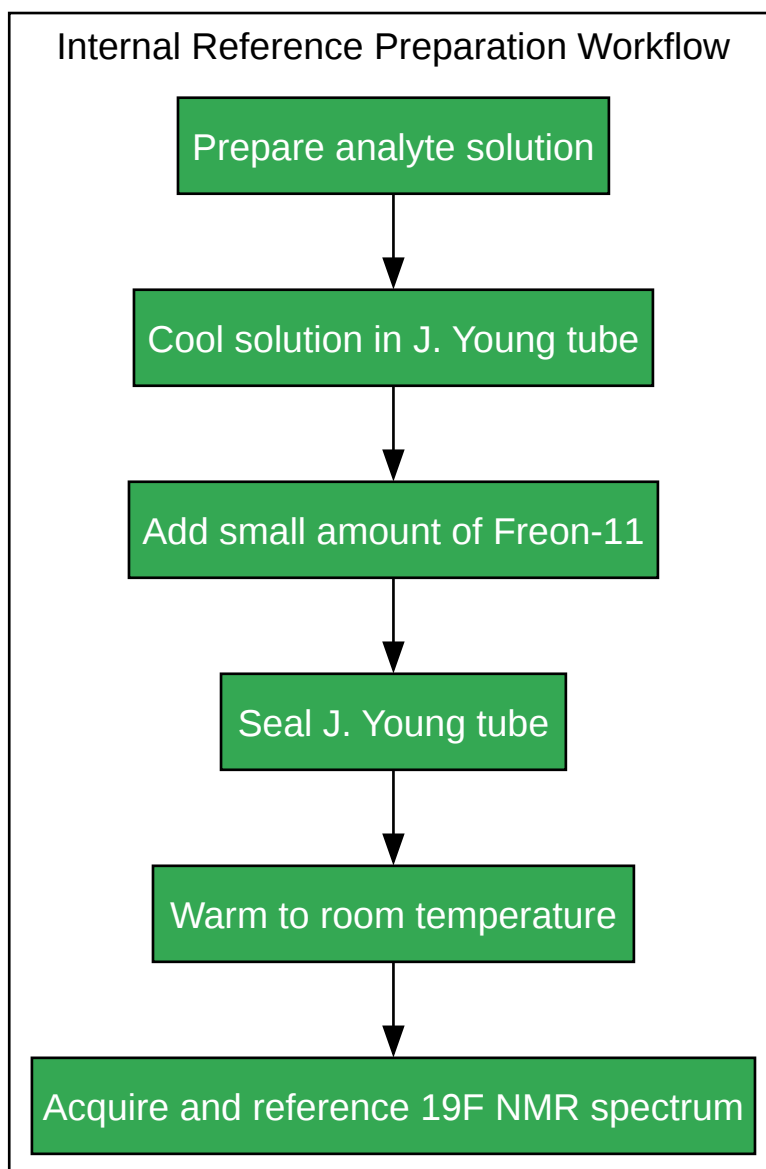 Internal Reference Preparation Workflow
Prepare analyte solution
Cool solution in J. Young tube
Add small amount of Freon-11
Seal J. Young tube
Warm to room temperature
Acquire and reference 19F NMR spectrum